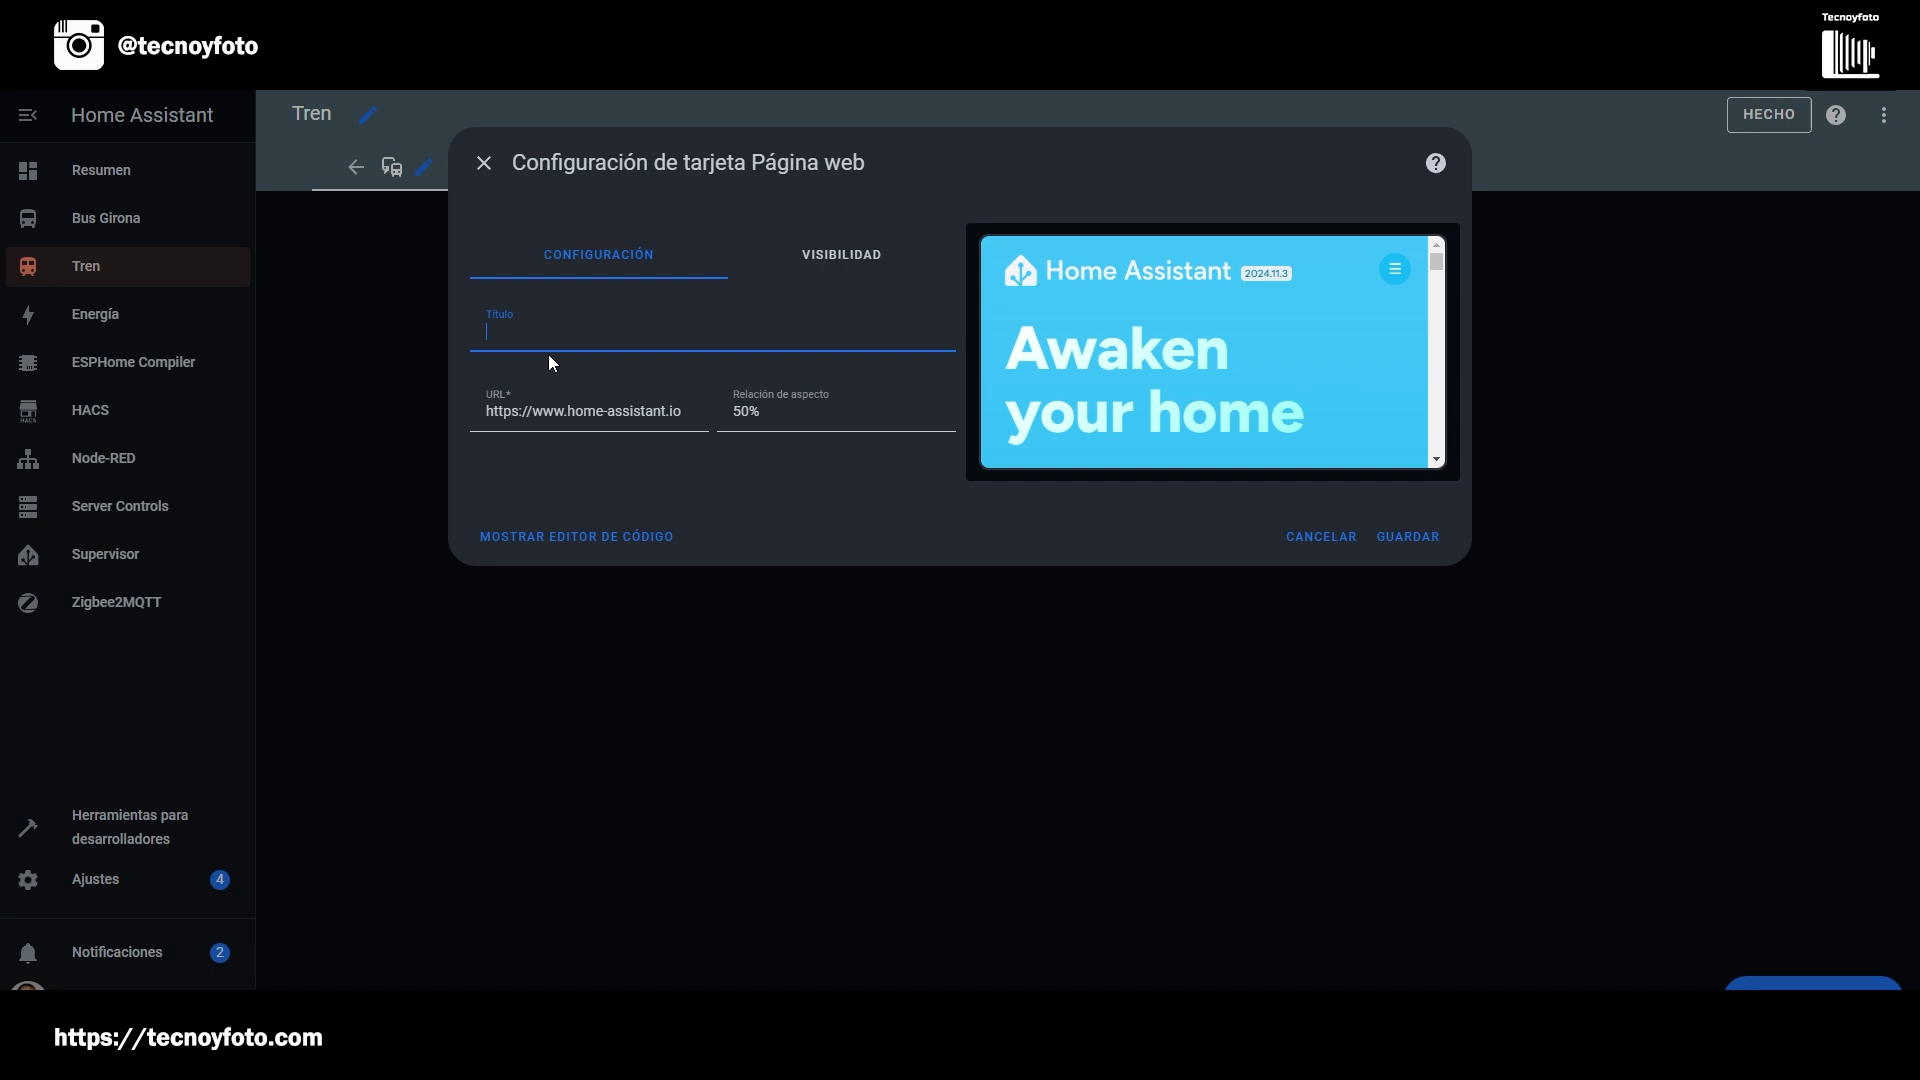 @tecnoyfoto
Tecnoyfoto
Home Assistant
Tren
HECHO
Configuración de tarjeta Página web
Resumen
Bus Girona
Tren
Energía
ESPHome Compiler
HACS
HACS
Node-RED
Server Controls
Supervisor
Zigbee2MQTT
Herramientas para
desarrolladores
Ajustes
4
Notificaciones
2
CONFIGURACIÓN
VISIBILIDAD
Título
URL*
https://www.home-assistant.io
Relación de aspecto
50%
Home Assistant 2024.11.3
Awaken
your home
MOSTRAR EDITOR DE CÓDIGO
CANCELAR
GUARDAR
https://tecnoyfoto.com